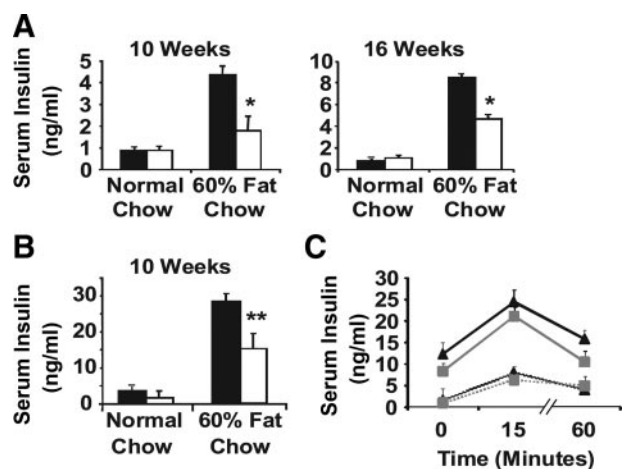 A
10 Weeks
Serum Insulin
(ng/ml)
5
4
3
2
1
0
*
Normal
Chow
60% Fat
Chow
16 Weeks
10
8
6
4
2
0
*
Normal
Chow
60% Fat
Chow
B
10 Weeks
Serum Insulin
(ng/ml)
30
20
10
0
**
Normal
Chow
60% Fat
Chow
C
Serum Insulin
(ng/ml)
30
25
20
15
10
5
0
0
15
60
Time (Minutes)